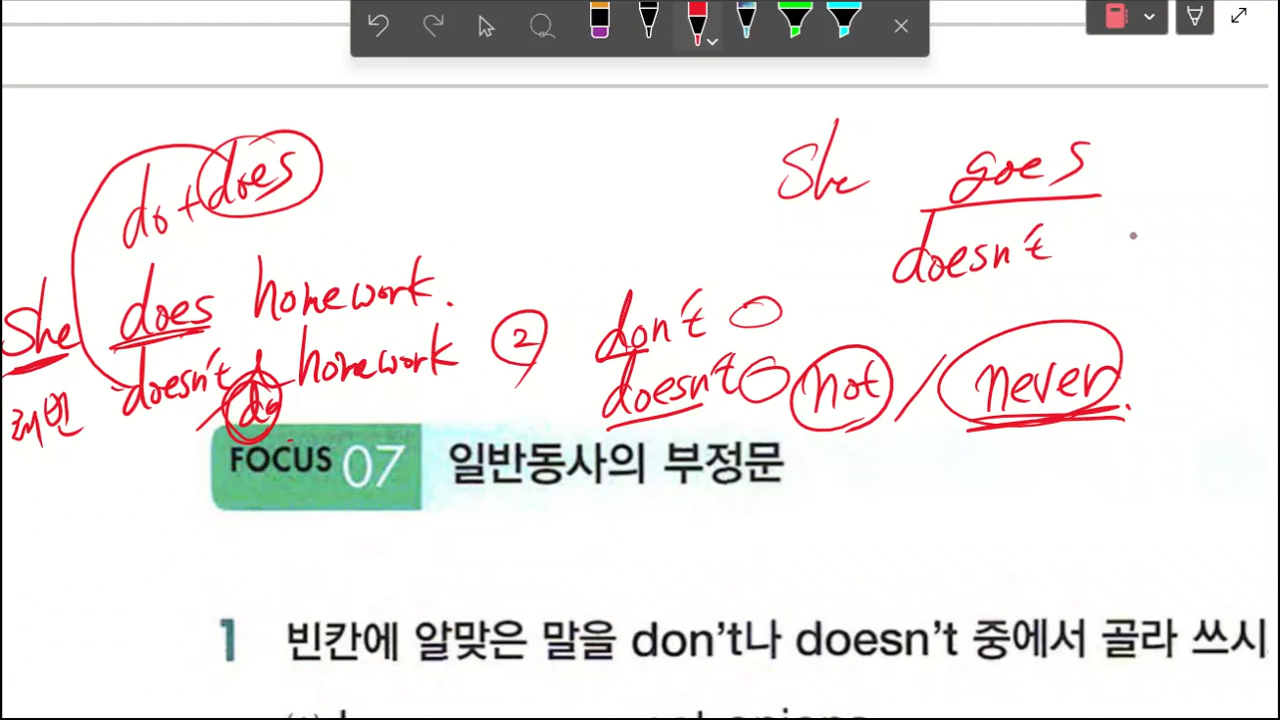 do + does
She goes
doesn't
She does homework.
doesn't do homework
② don't
doesn't not / never.
FOCUS 07 일반동사의 부정문
1 빈칸에 알맞은 말을 don't나 doesn't 중에서 골라 쓰시